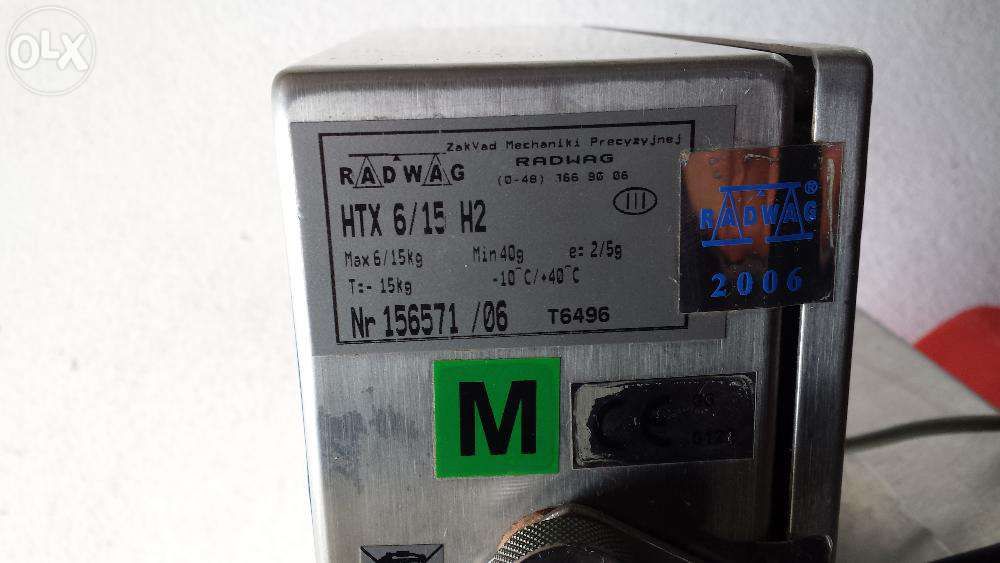 OLX
ZakVad Mechaniki Precyzyjnej
RADWAG
RADWAG
(0-48) 366 90 06
HTX 6/15 H2
III
Max 6/15kg Min 40g e= 2/5g
T=- 15kg -10°C/+40°C
Nr 156571 /06 T6496
RADWAG®
2006
M
CE